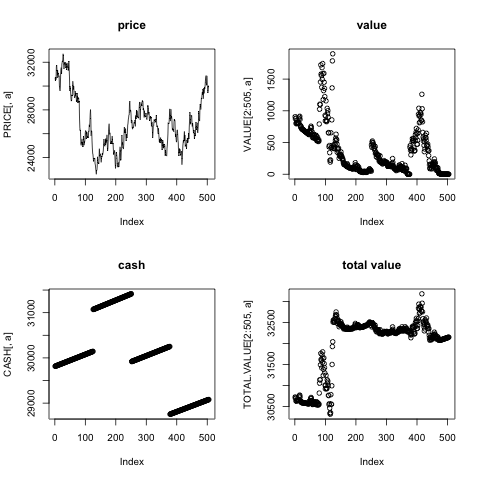 price
PRICE[, a]
24000
28000
32000
0 100 200 300 400 500
Index
value
VALUE[2:505, a]
0
500
1000
1500
0 100 200 300 400 500
Index
cash
CASH[, a]
29000
30000
31000
0 100 200 300 400 500
Index
total value
TOTAL.VALUE[2:505, a]
30500
31500
32500
0 100 200 300 400 500
Index